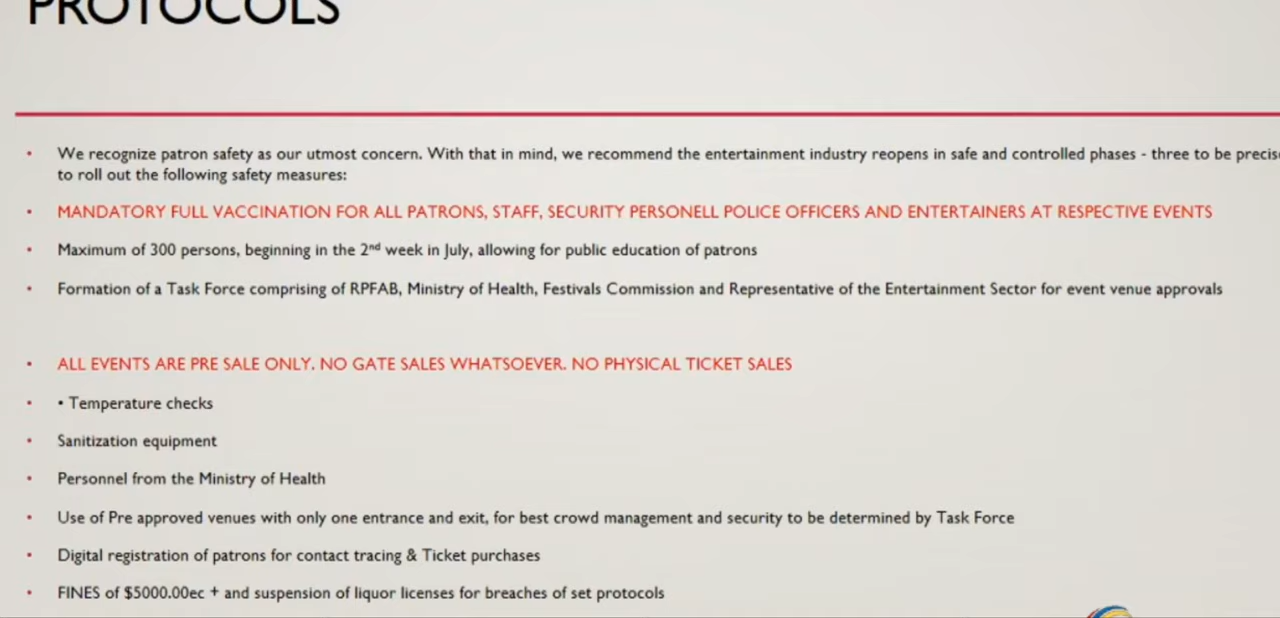 PROTOCOLS
• We recognize patron safety as our utmost concern. With that in mind, we recommend the entertainment industry reopens in safe and controlled phases - three to be precise
to roll out the following safety measures:
• MANDATORY FULL VACCINATION FOR ALL PATRONS, STAFF, SECURITY PERSONELL POLICE OFFICERS AND ENTERTAINERS AT RESPECTIVE EVENTS
• Maximum of 300 persons, beginning in the 2nd week in July, allowing for public education of patrons
• Formation of a Task Force comprising of RPFAB, Ministry of Health, Festivals Commission and Representative of the Entertainment Sector for event venue approvals
• ALL EVENTS ARE PRE SALE ONLY. NO GATE SALES WHATSOEVER. NO PHYSICAL TICKET SALES
• • Temperature checks
• Sanitization equipment
• Personnel from the Ministry of Health
• Use of Pre approved venues with only one entrance and exit, for best crowd management and security to be determined by Task Force
• Digital registration of patrons for contact tracing & Ticket purchases
• FINES of $5000.00ec + and suspension of liquor licenses for breaches of set protocols